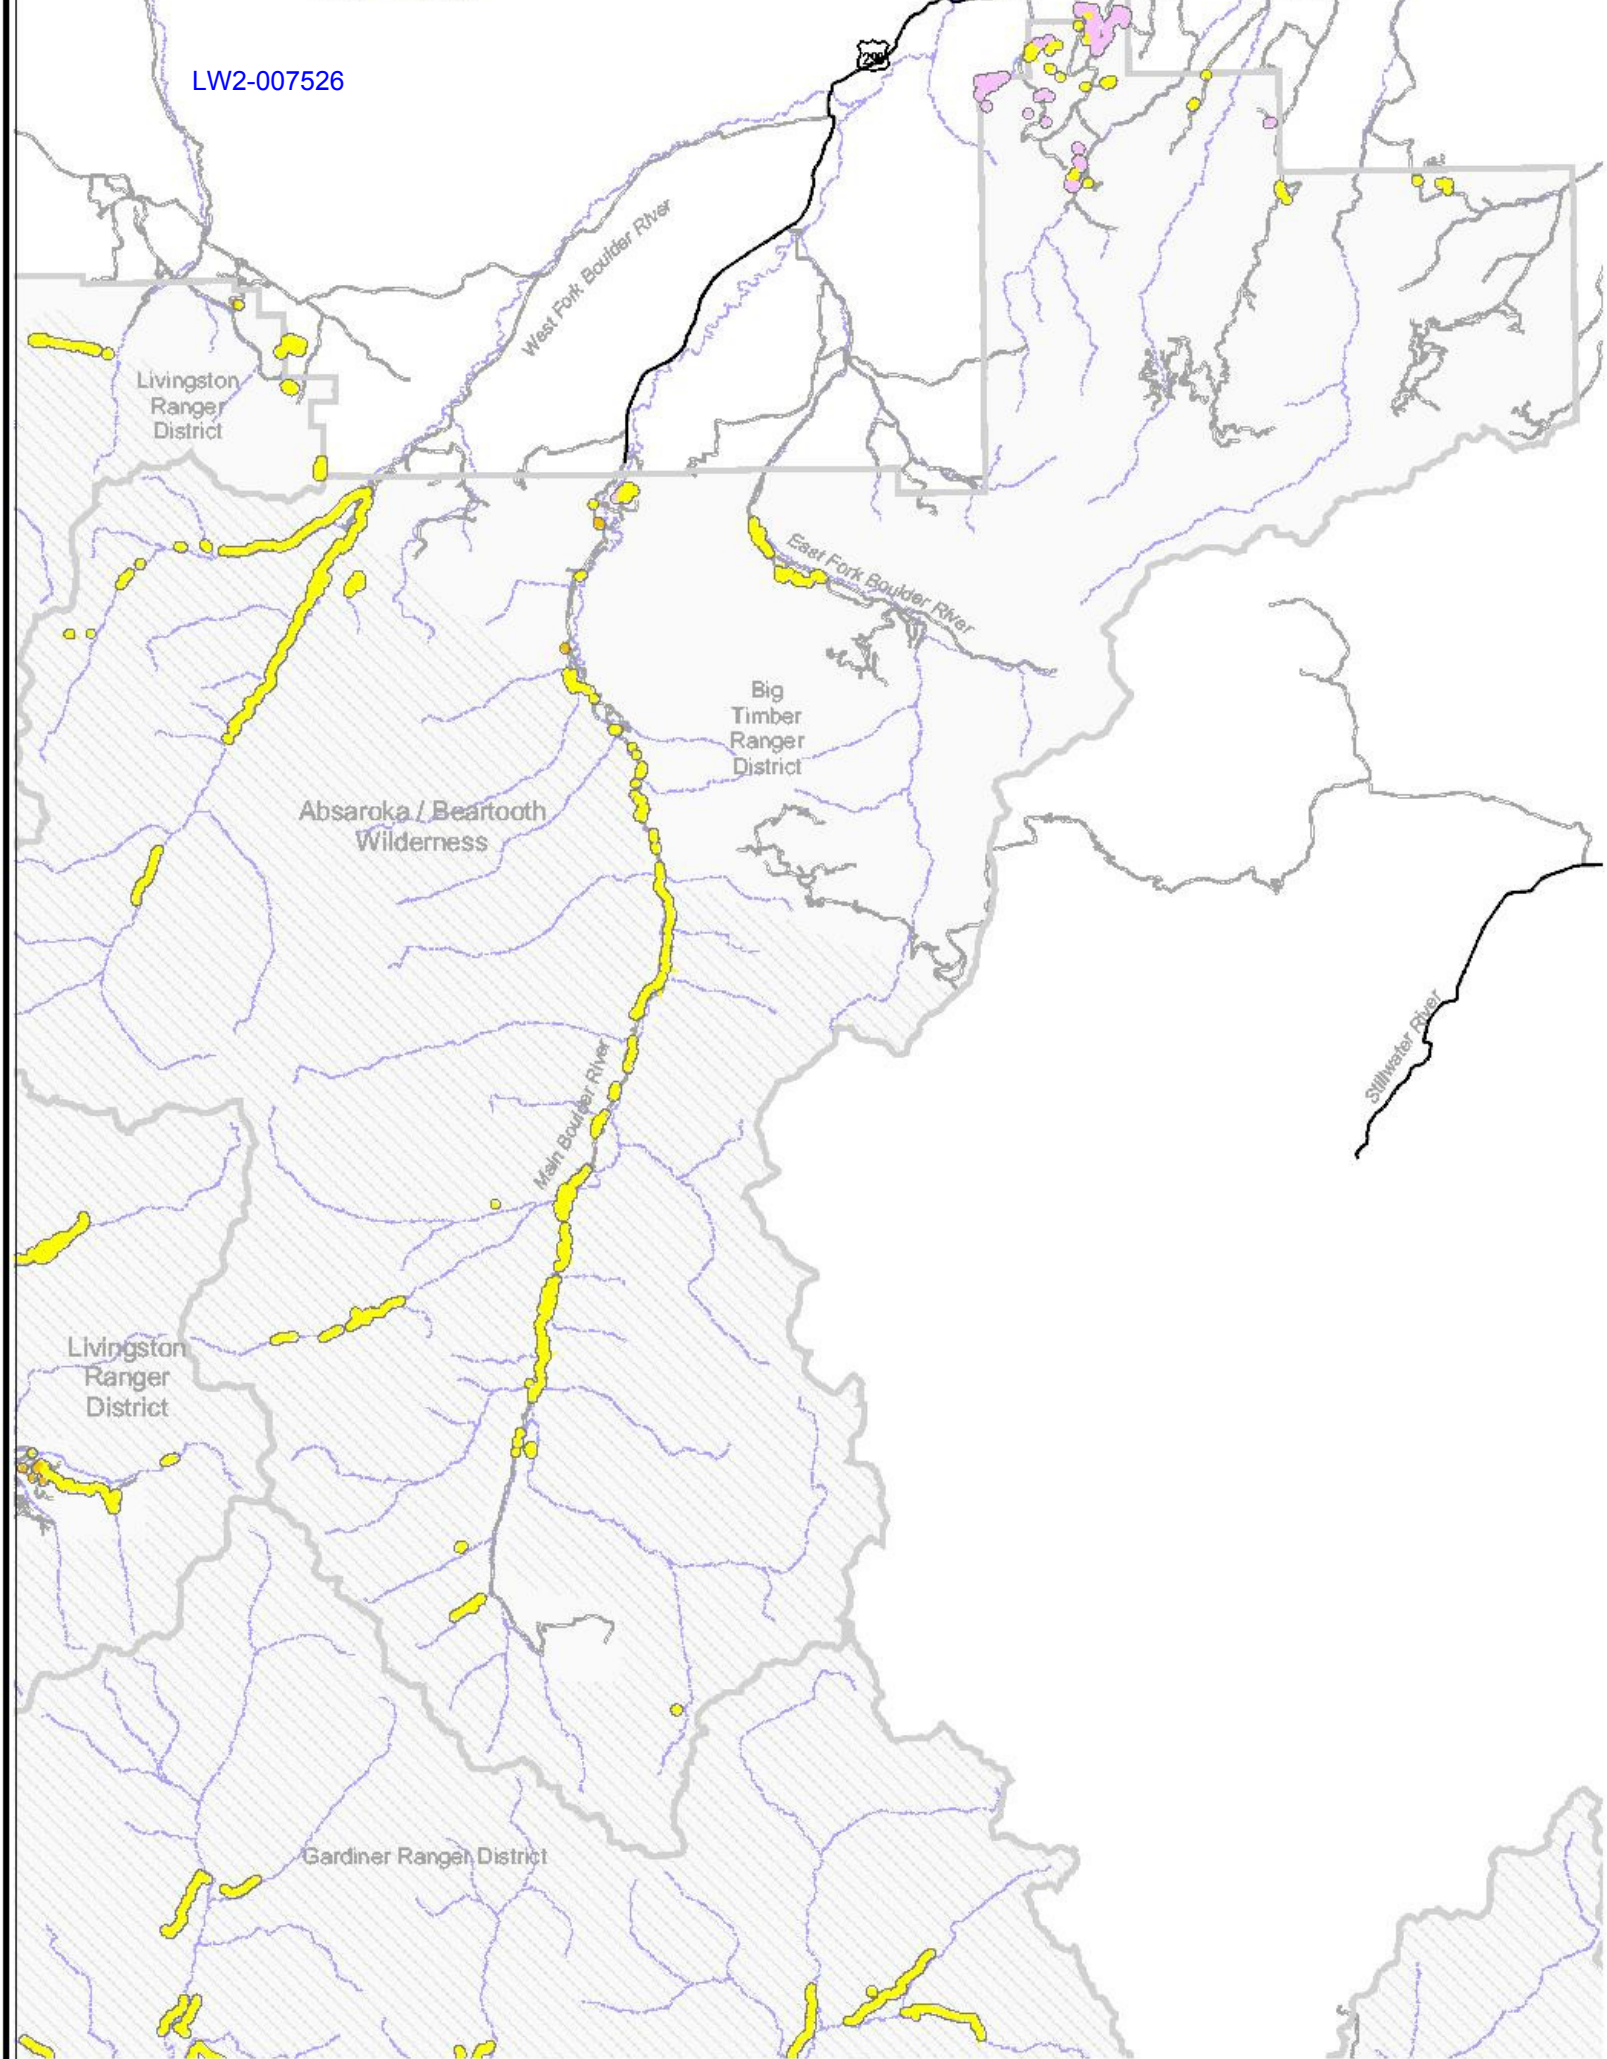 298
LW2-007526
West Fork Boulder River
Livingston
Ranger
District
East Fork Boulder River
Big
Timber
Ranger
District
Absaroka / Beartooth
Wilderness
Stillwater River
Main Boulder River
Livingston
Ranger
District
Gardiner Ranger District